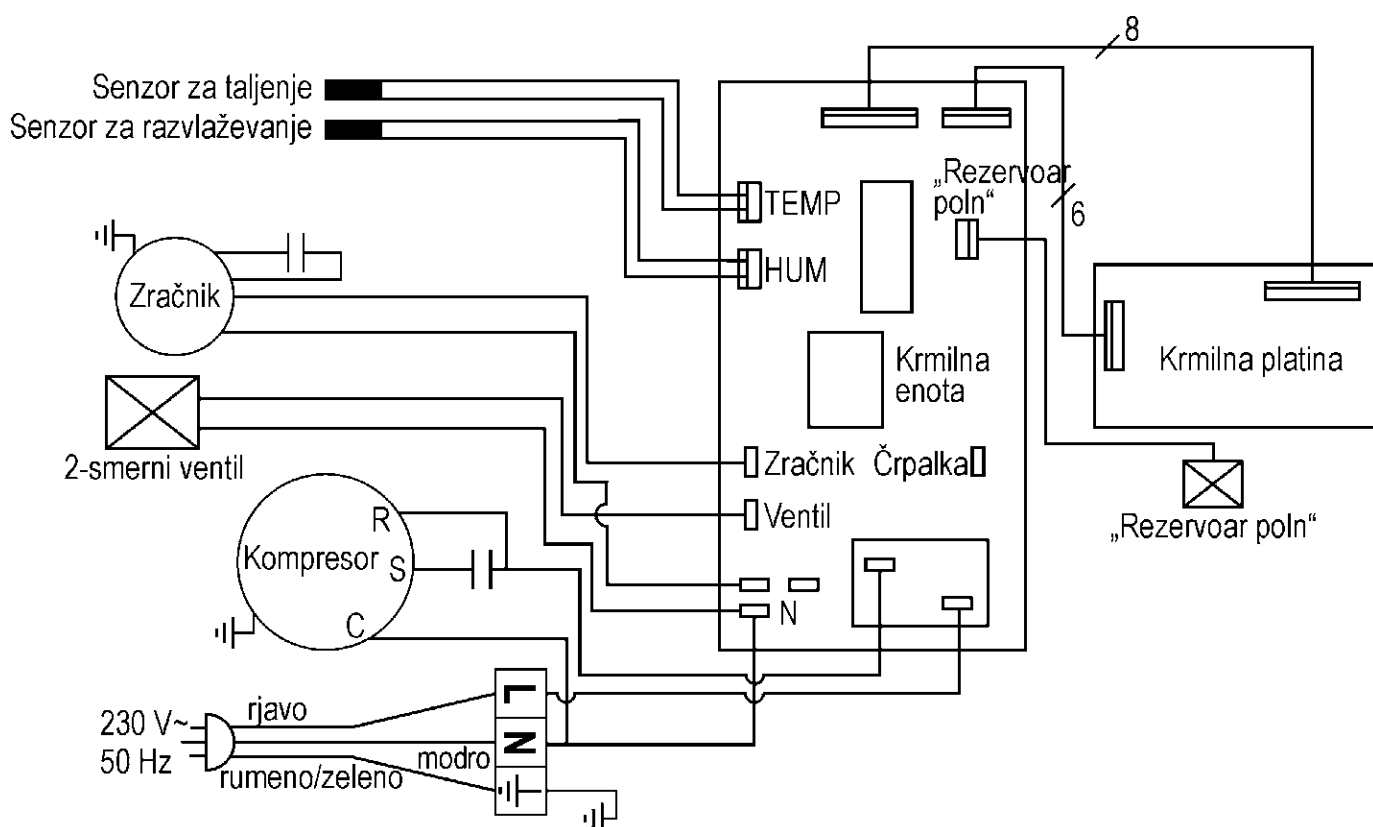 8
Senzor za taljenje
Senzor za razvlaževanje
TEMP
„Rezervoar
poln“
6
HUM
Zračnik
Krmilna
enota
Krmilna platina
Zračnik
Črpalka
2-smerni ventil
Ventil
„Rezervoar poln“
R
Kompresor
S
C
N
L
230 V~
rjavo
N
50 Hz
modro
rumeno/zeleno